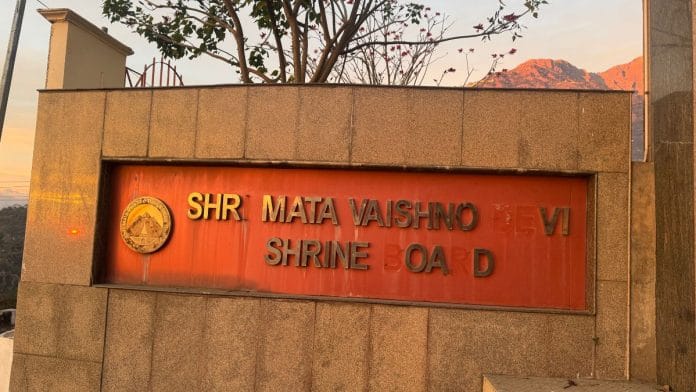 SHR MATA VAISHNO DEVI
SHRINE BOARD